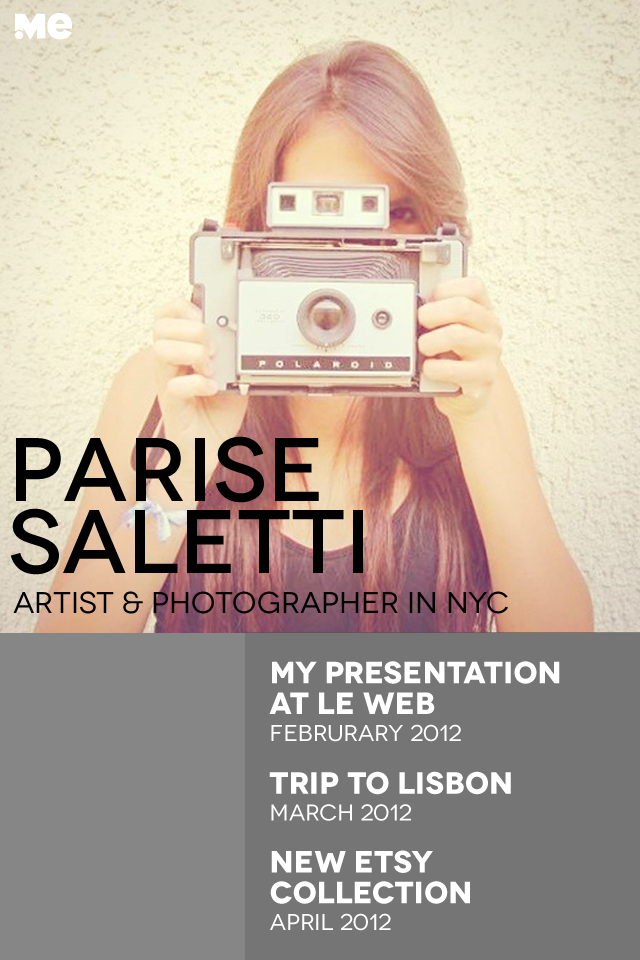 .me
POLAROID
PARISE
SALETTI
ARTIST & PHOTOGRAPHER IN NYC
MY PRESENTATION
AT LE WEB
FEBRURARY 2012
TRIP TO LISBON
MARCH 2012
NEW ETSY
COLLECTION
APRIL 2012